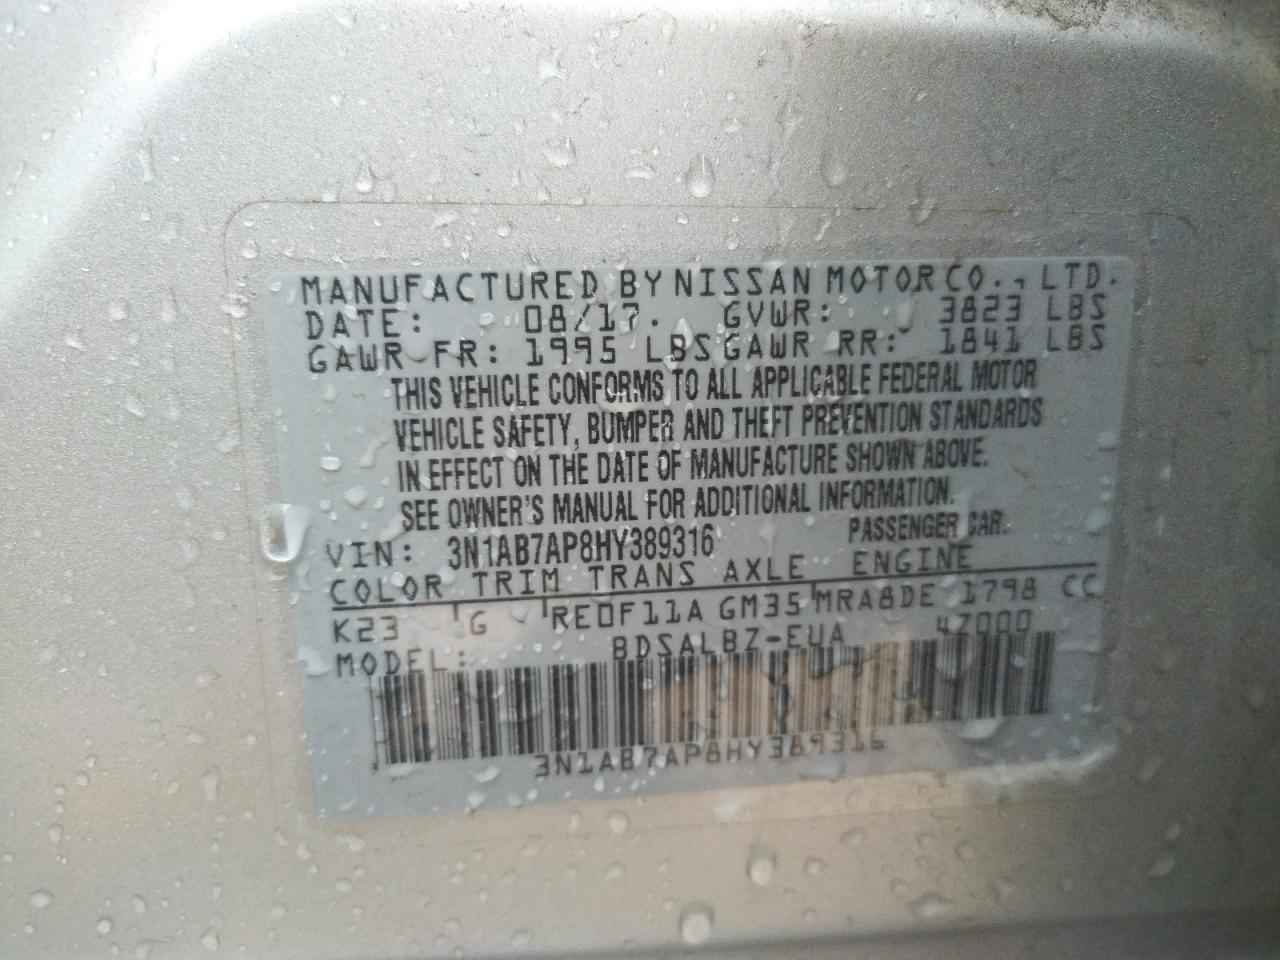 MANUFACTURED BY NISSAN MOTOR CO., LTD.
DATE: 08/17. GVWR: 3823 LBS
GAWR FR: 1995 LBS GAWR RR: 1841 LBS
THIS VEHICLE CONFORMS TO ALL APPLICABLE FEDERAL MOTOR
VEHICLE SAFETY, BUMPER AND THEFT PREVENTION STANDARDS
IN EFFECT ON THE DATE OF MANUFACTURE SHOWN ABOVE.
SEE OWNER'S MANUAL FOR ADDITIONAL INFORMATION.
VIN: 3N1AB7AP8HY389316 PASSENGER CAR.
COLOR TRIM TRANS AXLE ENGINE
K23 G RE0F11A GM35 MRA8DE 1798 CC
MODEL: BDSALBZ-EUA 4Z000
3N1AB7AP8HY389316